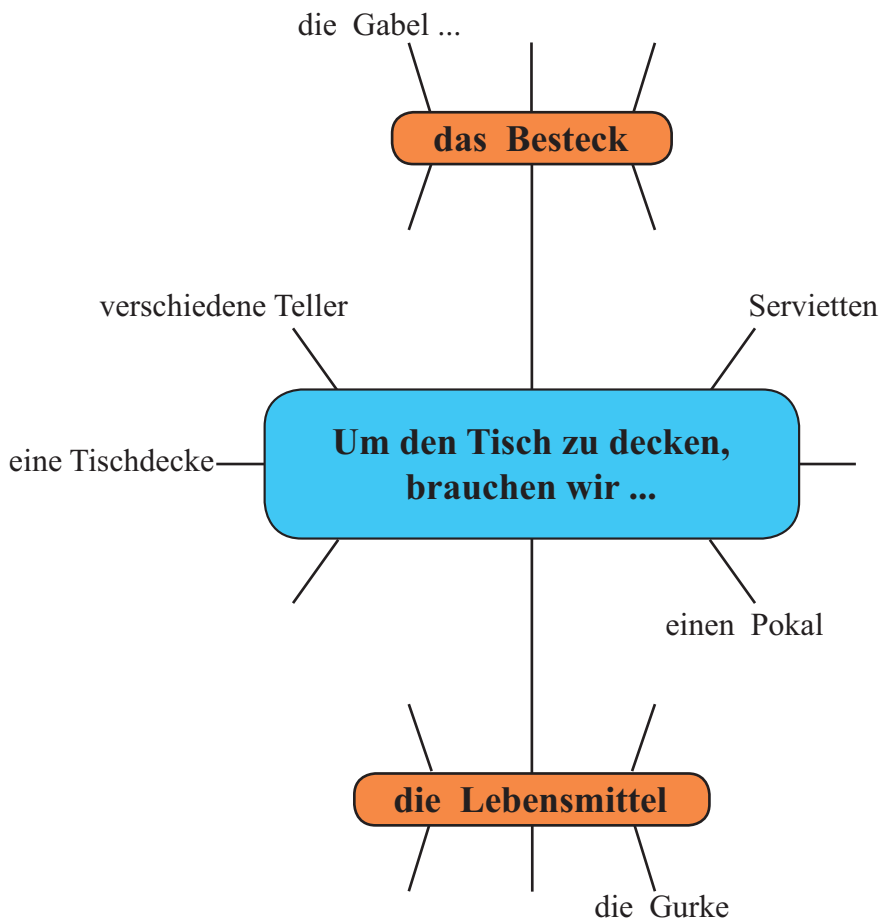 die Gabel ...
das Besteck
verschiedene Teller
Servietten
eine Tischdecke
Um den Tisch zu decken,
brauchen wir ...
einen Pokal
die Lebensmittel
die Gurke